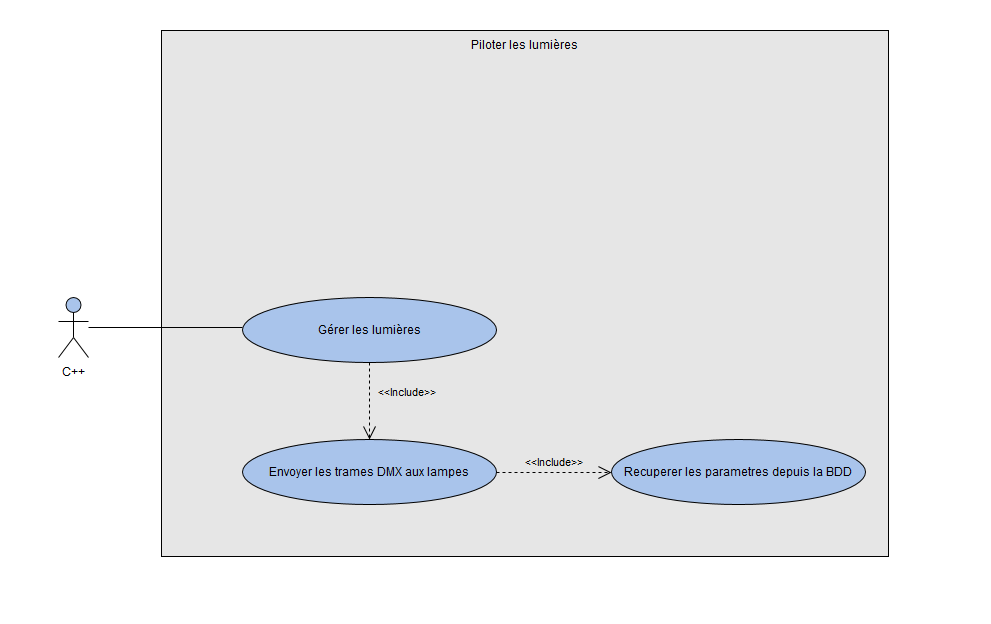 Piloter les lumières
Gérer les lumières
C++
<<Include>>
Envoyer les trames DMX aux lampes
<<Include>>
Recuperer les parametres depuis la BDD